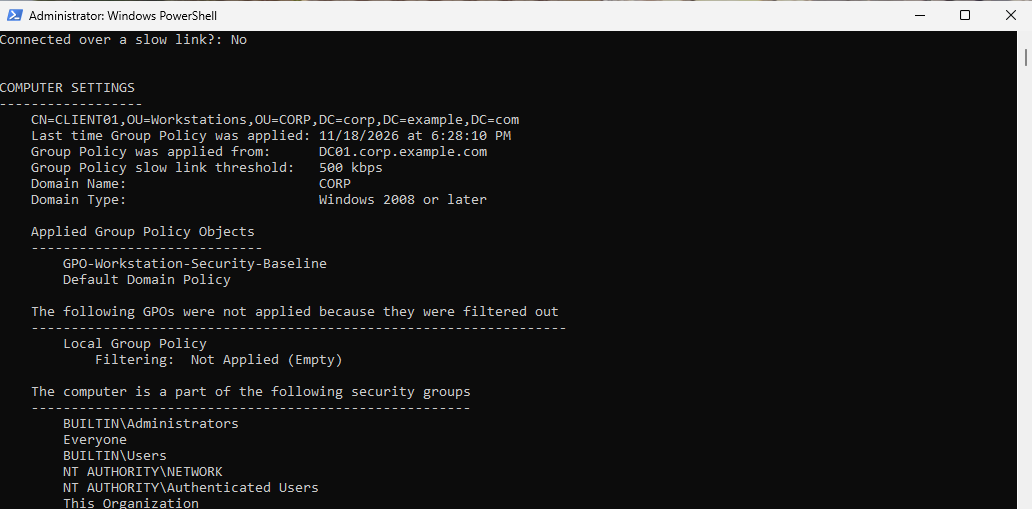 Administrator: Windows PowerShell
Connected over a slow link?: No
COMPUTER SETTINGS
------------------
    CN=CLIENT01,OU=Workstations,OU=CORP,DC=corp,DC=example,DC=com
    Last time Group Policy was applied: 11/18/2026 at 6:28:10 PM
    Group Policy was applied from:      DC01.corp.example.com
    Group Policy slow link threshold:   500 kbps
    Domain Name:                        CORP
    Domain Type:                        Windows 2008 or later
    Applied Group Policy Objects
    -----------------------------
        GPO-Workstation-Security-Baseline
        Default Domain Policy
    The following GPOs were not applied because they were filtered out
    -------------------------------------------------------------------
        Local Group Policy
            Filtering:  Not Applied (Empty)
    The computer is a part of the following security groups
    -------------------------------------------------------
        BUILTIN\Administrators
        Everyone
        BUILTIN\Users
        NT AUTHORITY\NETWORK
        NT AUTHORITY\Authenticated Users
        This Organization